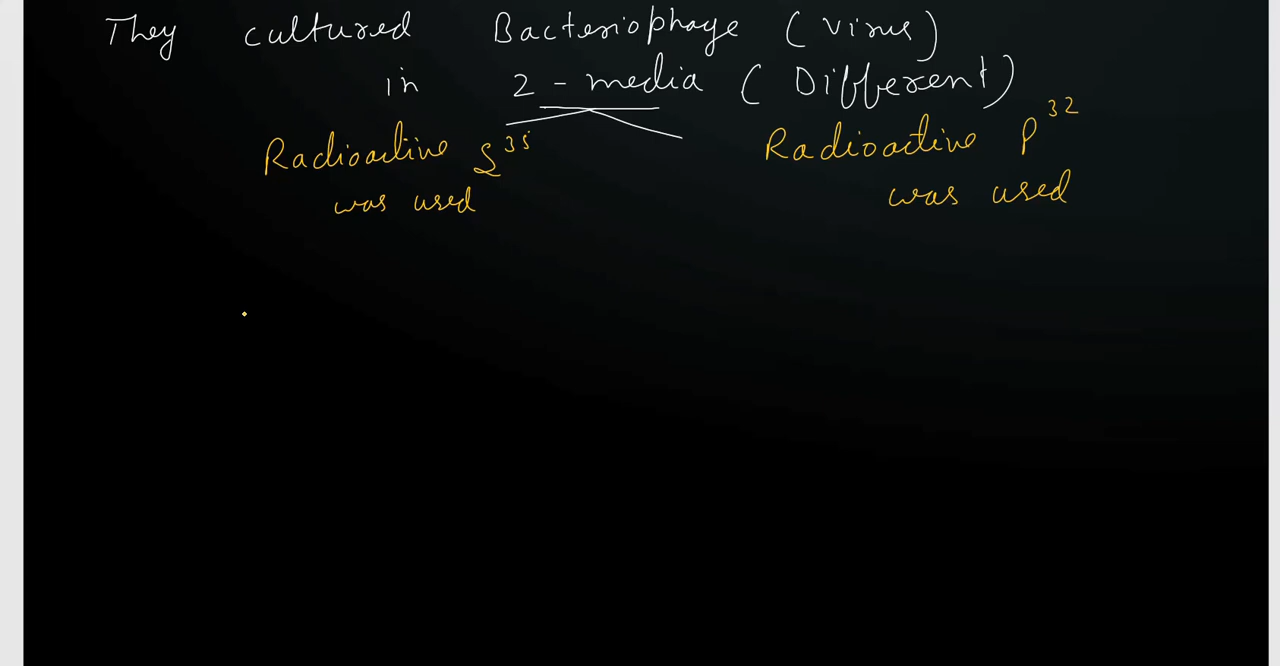 They cultured Bacteriophage (Virus)
in 2 - media (Different)
Radioactive S³⁵
was used
Radioactive P³²
was used